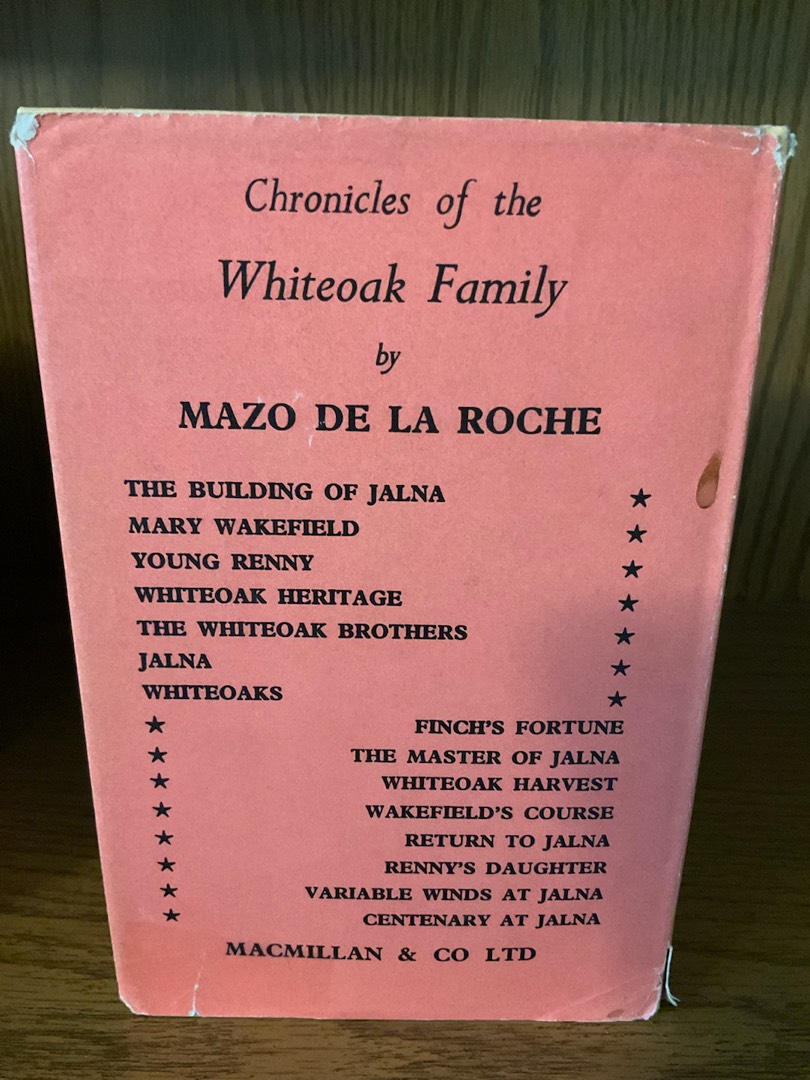 Chronicles of the
Whiteoak Family
by
MAZO DE LA ROCHE
THE BUILDING OF JALNA ★
MARY WAKEFIELD ★
YOUNG RENNY ★
WHITEOAK HERITAGE ★
THE WHITEOAK BROTHERS ★
JALNA ★
WHITEOAKS ★
★ FINCH'S FORTUNE
★ THE MASTER OF JALNA
★ WHITEOAK HARVEST
★ WAKEFIELD'S COURSE
★ RETURN TO JALNA
★ RENNY'S DAUGHTER
★ VARIABLE WINDS AT JALNA
★ CENTENARY AT JALNA
MACMILLAN & CO LTD